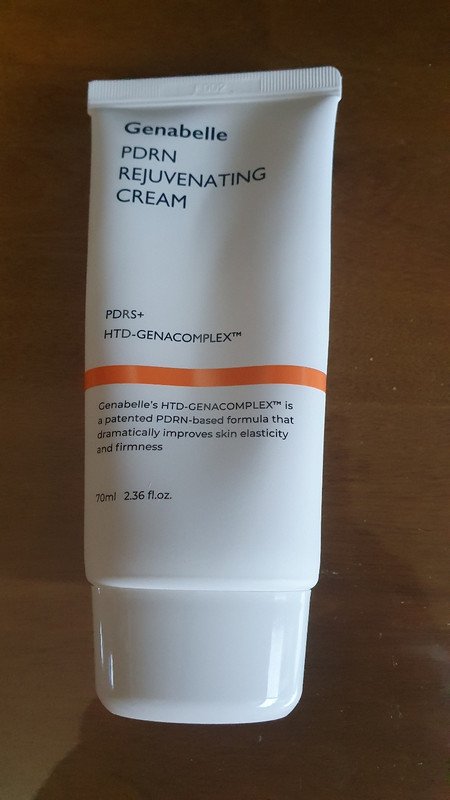 Genabelle
PDRN
REJUVENATING
CREAM
PDRS+
HTD-GENACOMPLEX™
Genabelle's HTD-GENACOMPLEX™ is
a patented PDRN-based formula that
dramatically improves skin elasticity
and firmness
70ml 2.36 fl.oz.